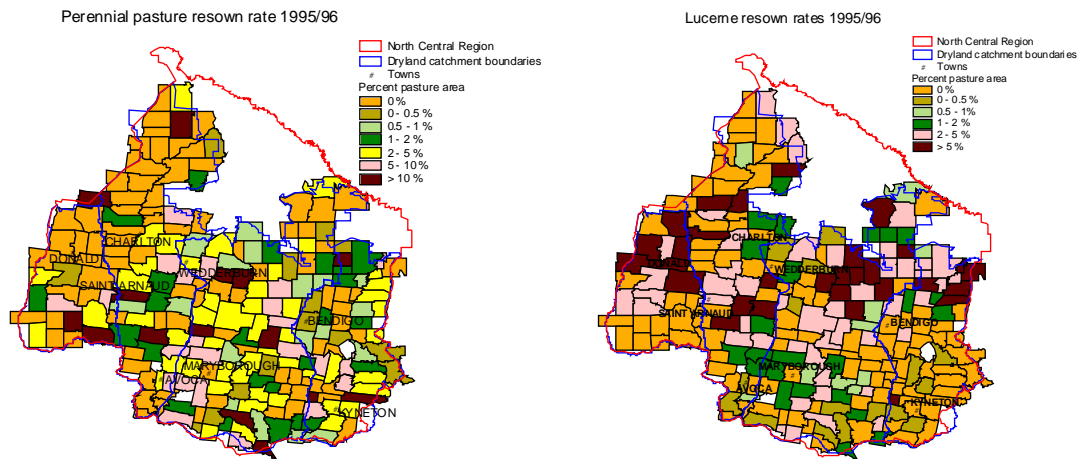 Perennial pasture resown rate 1995/96
North Central Region
Dryland catchment boundaries
# Towns
Percent pasture area
0 %
0 - 0.5 %
0.5 - 1 %
1 - 2 %
2 - 5 %
5 - 10 %
> 10 %
CHARLTON
DONALD
WEDDERBURN
SAINT ARNAUD
BENDIGO
MARYBOROUGH
AVOCA
KYNETON
Lucerne resown rates 1995/96
North Central Region
Dryland catchment boundaries
# Towns
Percent pasture area
0%
0 - 0.5 %
0.5 - 1%
1 - 2 %
2 - 5 %
> 5 %
CHARLTON
DONALD
WEDDERBURN
SAINT ARNAUD
BENDIGO
MARYBOROUGH
AVOCA
KYNETON